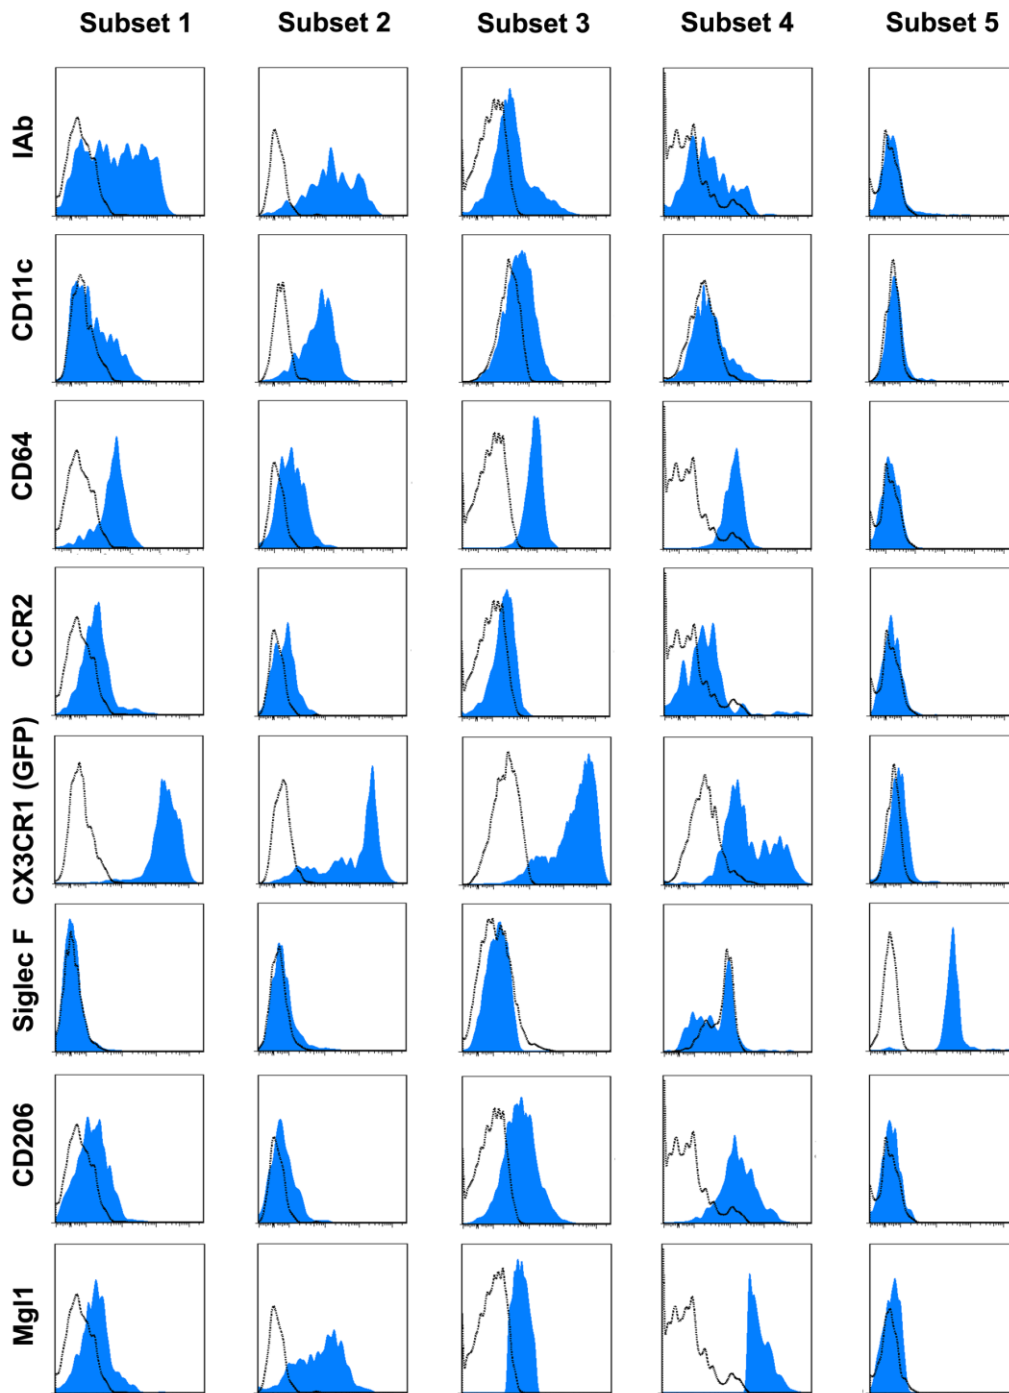 Subset 1 Subset 2 Subset 3 Subset 4 Subset 5
IAb
CD11c
CD64
CCR2
CX3CR1 (GFP)
Siglec F
CD206
Mgl1